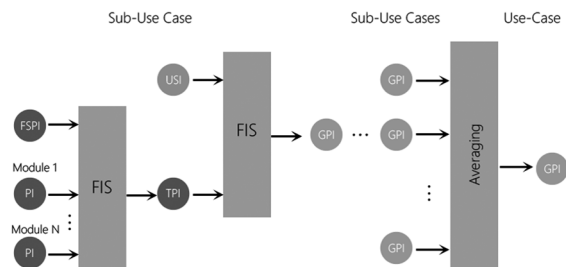 Sub-Use Case
Sub-Use Cases
Use-Case
USI
GPI
FSPI
FIS
GPI
...
GPI
Module 1
PI
FIS
TPI
Averaging
GPI
...
...
Module N
PI
GPI